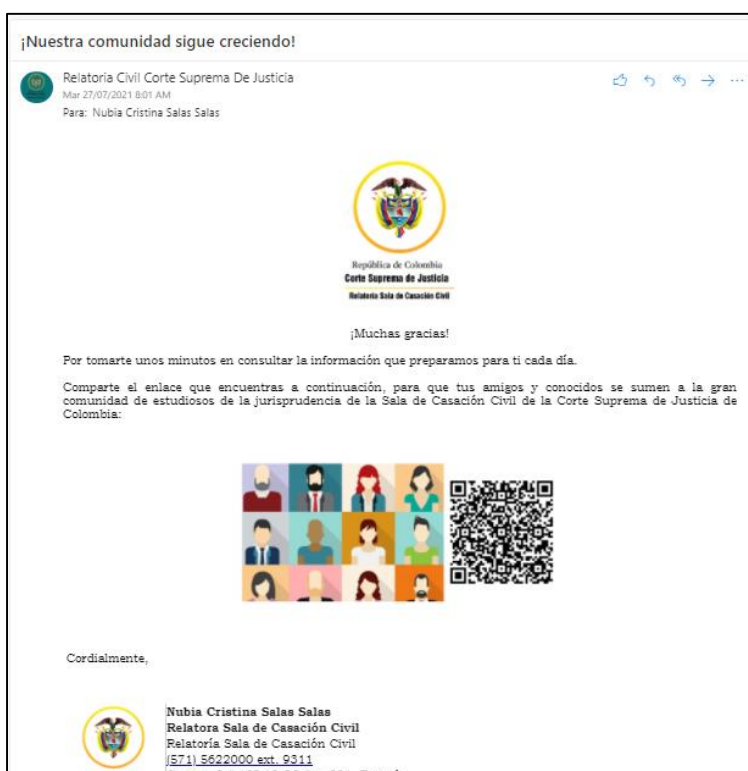 ¡Nuestra comunidad sigue creciendo!
Relatoria Civil Corte Suprema De Justicia
Mar 27/07/2021 8:01 AM
Para: Nubia Cristina Salas Salas
República de Colombia
Corte Suprema de Justicia
Relatoría Sala de Casación Civil
¡Muchas gracias!
Por tomarte unos minutos en consultar la información que preparamos para ti cada día.
Comparte el enlace que encuentras a continuación, para que tus amigos y conocidos se sumen a la gran
comunidad de estudiosos de la jurisprudencia de la Sala de Casación Civil de la Corte Suprema de Justicia de
Colombia:
Cordialmente,
Nubia Cristina Salas Salas
Relatora Sala de Casación Civil
Relatoría Sala de Casación Civil
(571) 5622000 ext. 9311